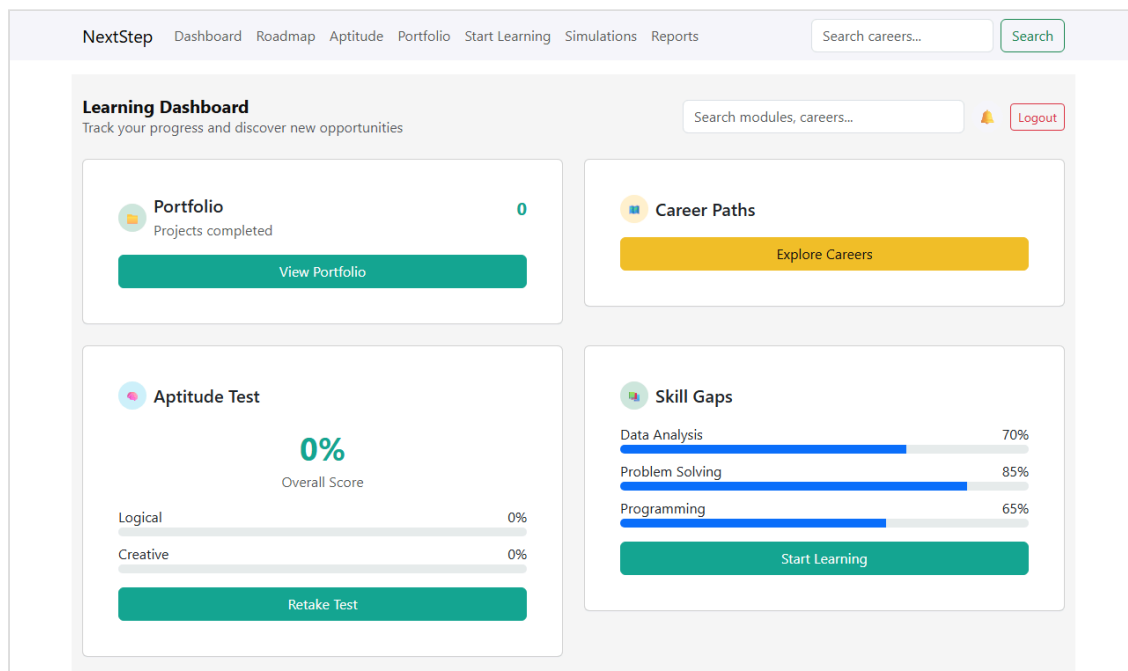 NextStep Dashboard Roadmap Aptitude Portfolio Start Learning Simulations Reports Search careers... Search
Learning Dashboard
Track your progress and discover new opportunities
Search modules, careers... Logout
Portfolio 0
Projects completed
View Portfolio
Career Paths
Explore Careers
Aptitude Test
0%
Overall Score
Logical 0%
Creative 0%
Retake Test
Skill Gaps
Data Analysis 70%
Problem Solving 85%
Programming 65%
Start Learning